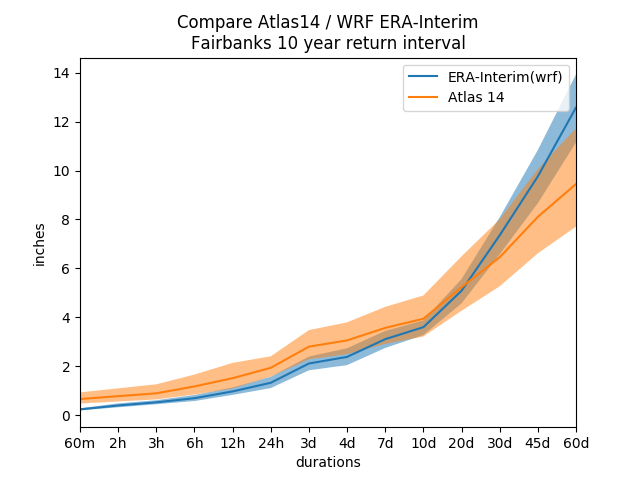 Compare Atlas14 / WRF ERA-Interim
Fairbanks 10 year return interval
ERA-Interim(wrf)
Atlas 14
inches
14
12
10
8
6
4
2
0
60m 2h 3h 6h 12h 24h 3d 4d 7d 10d 20d 30d 45d 60d
durations